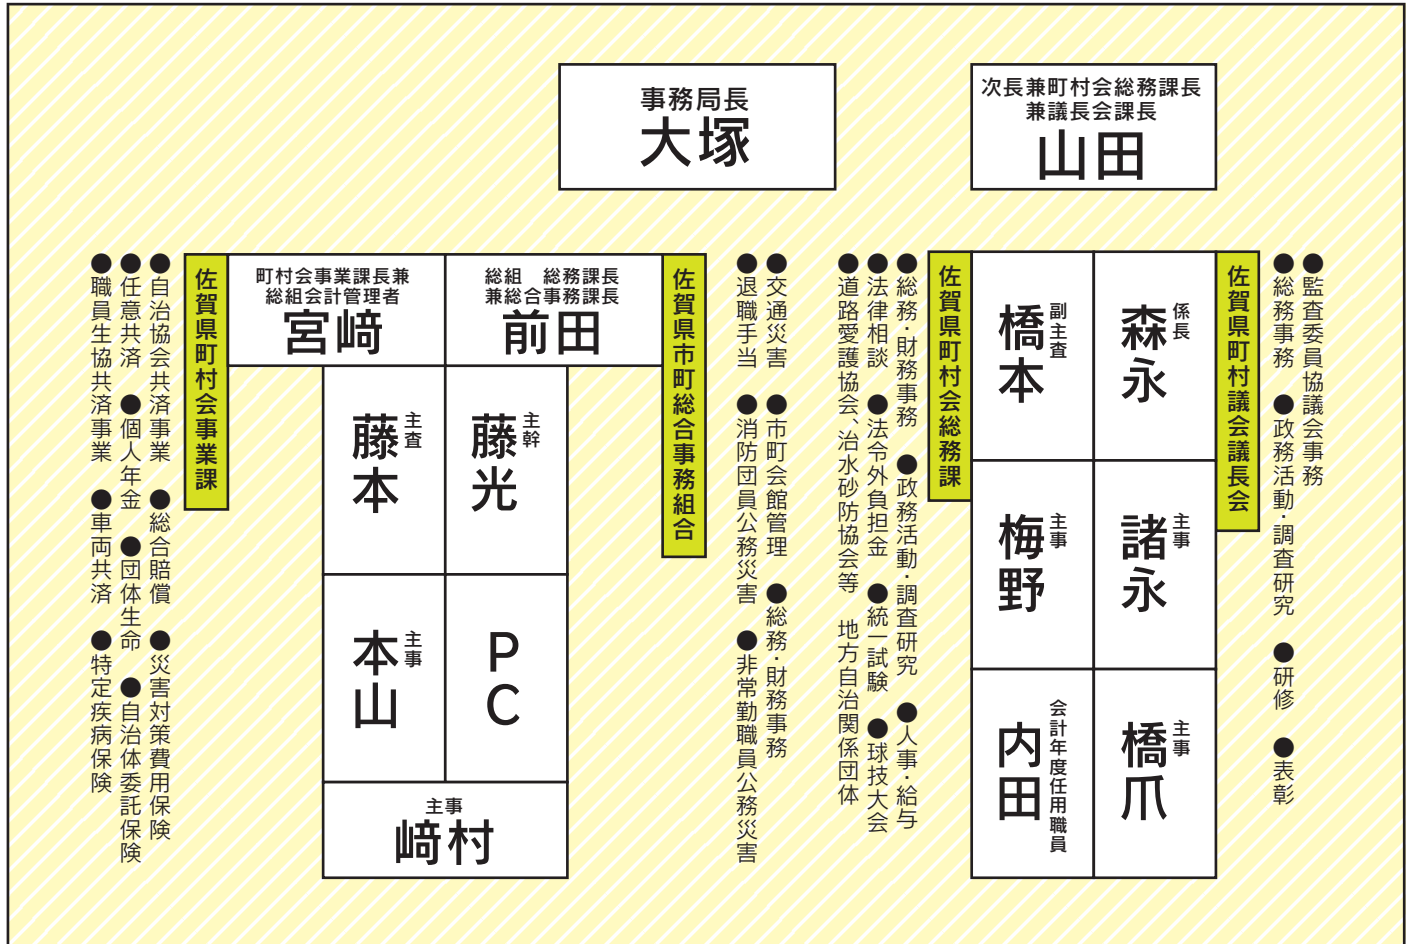 事務局長
大塚
次長兼町村会総務課長
兼議長会課長
山田
●監査委員協議会事務
●総務事務 ●政務活動・調査研究 ●研修 ●表彰
佐賀県町村議会議長会
係長
森永
主事
諸永
主事
橋爪
副主査
橋本
主事
梅野
会計年度任用職員
内田
佐賀県町村会総務課
●総務・財務事務 ●政務活動・調査研究 ●人事・給与
●法律相談 ●法令外負担金 ●統一試験 ●球技大会
●道路愛護協会、治水砂防協会等 地方自治関係団体
●交通災害 ●市町会館管理 ●総務・財務事務
●退職手当 ●消防団員公務災害 ●非常勤職員公務災害
佐賀県市町総合事務組合
総組 総務課長
兼総合事務課長
前田
主幹
藤光
PC
町村会事業課長兼
総組会計管理者
宮﨑
主査
藤本
主事
本山
主事
﨑村
佐賀県町村会事業課
●自治協会共済事業 ●総合賠償 ●災害対策費用保険
●任意共済 ●個人年金 ●団体生命 ●自治体委託保険
●職員生協共済事業 ●車両共済 ●特定疾病保険